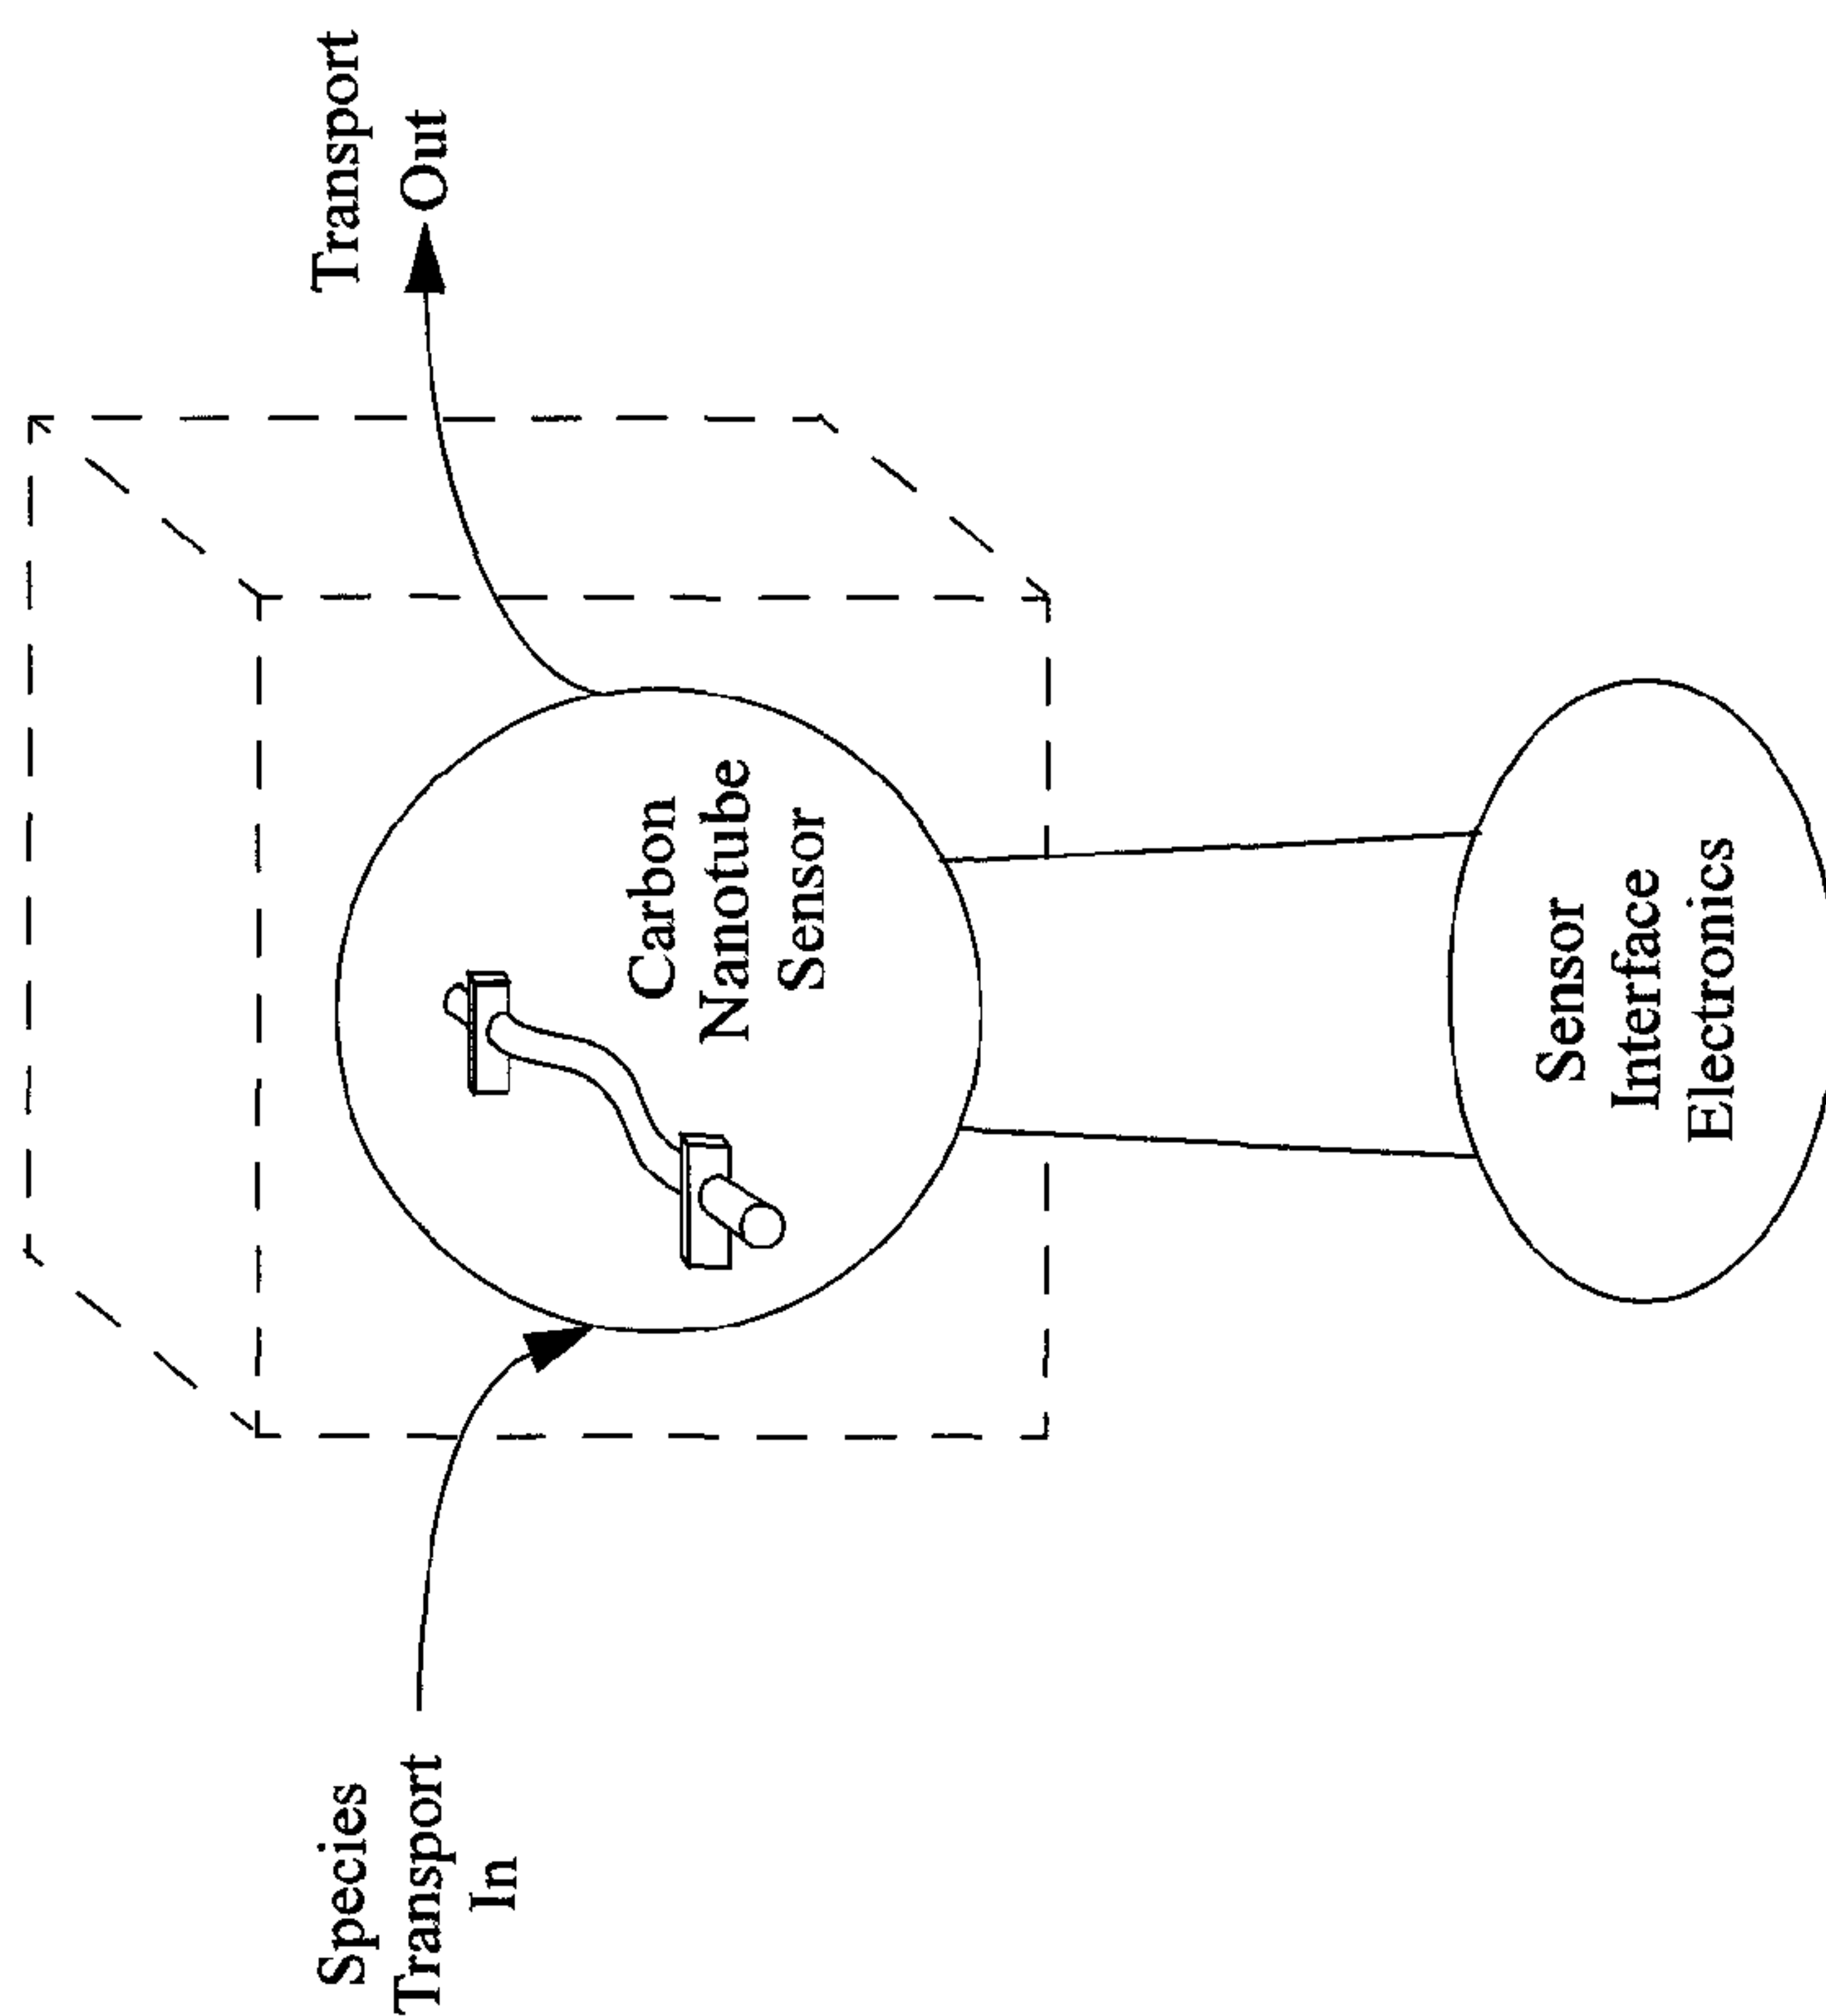 Species
Transport
In
Carbon
Nanotube
Sensor
Transport
Out
Sensor
Interface
Electronics